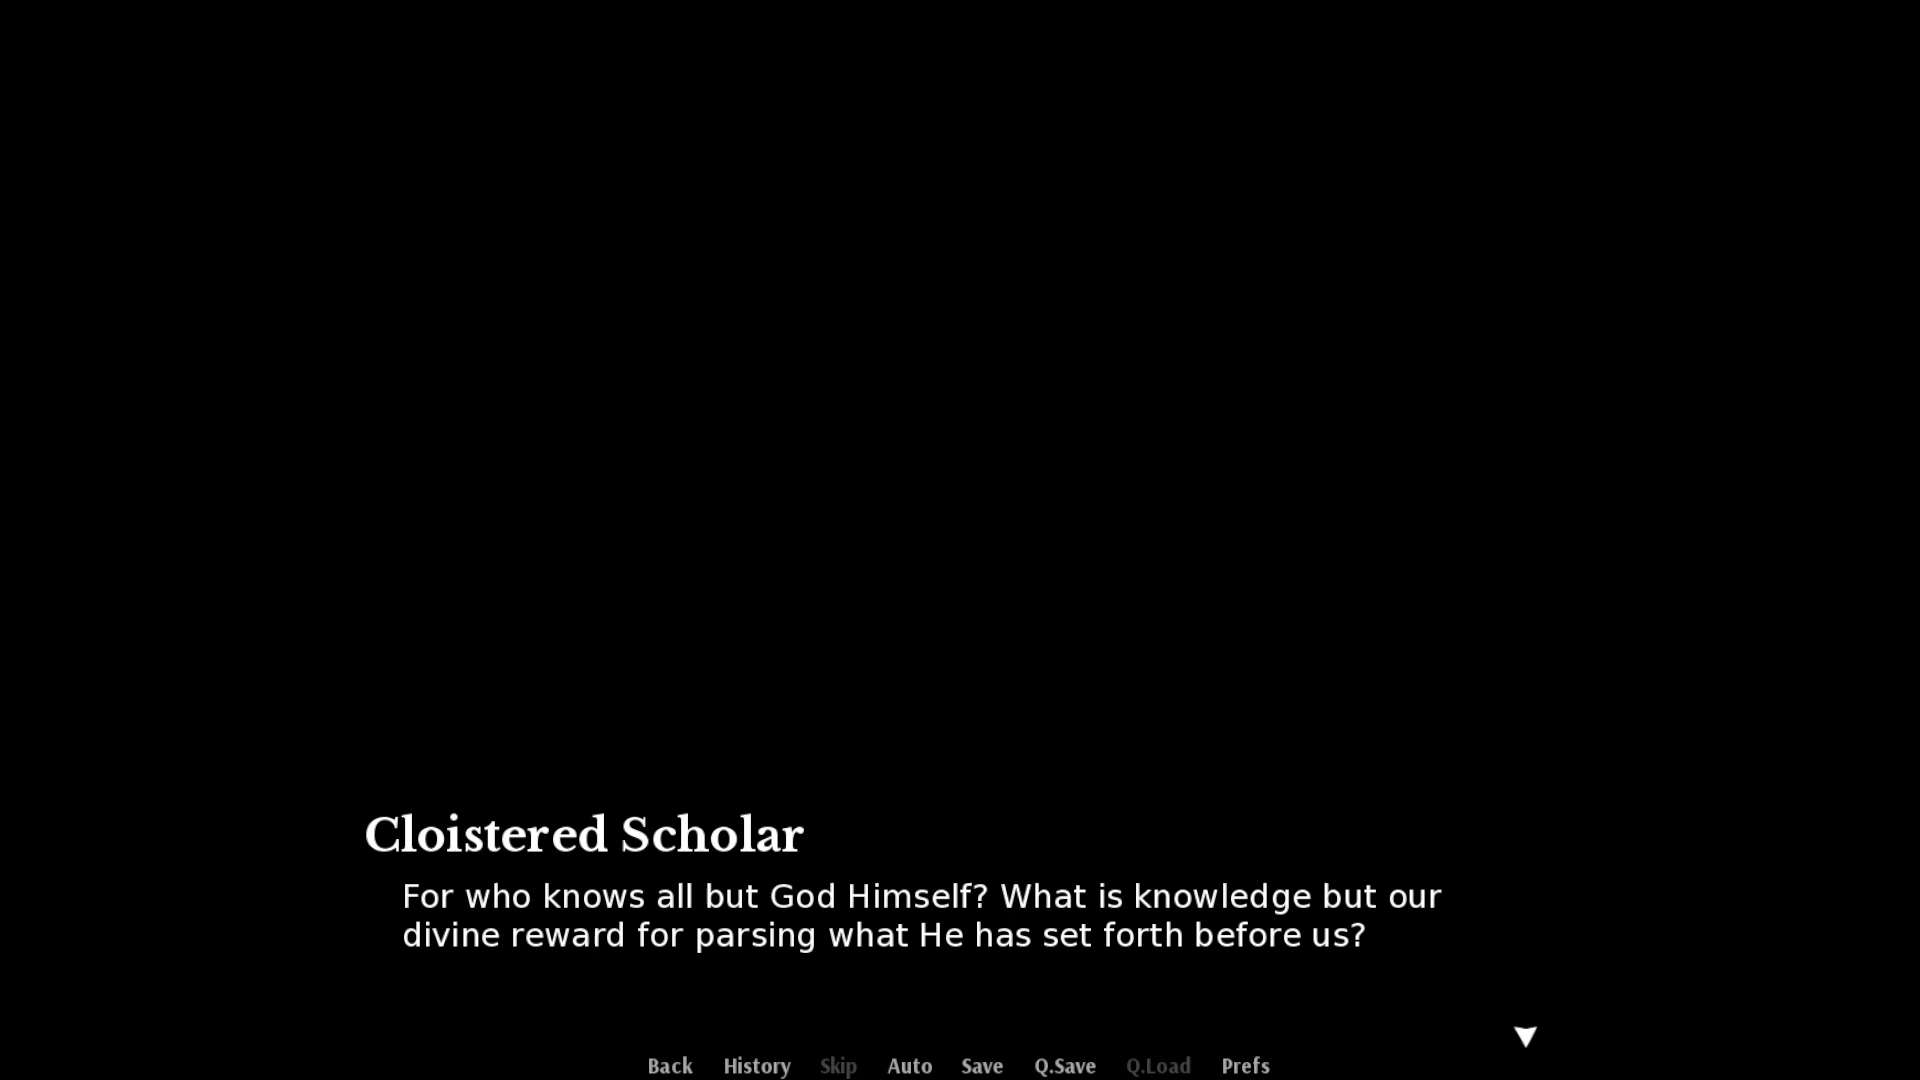 Cloistered Scholar
For who knows all but God Himself? What is knowledge but our
divine reward for parsing what He has set forth before us?
Back History Skip Auto Save Q.Save Q.Load Prefs